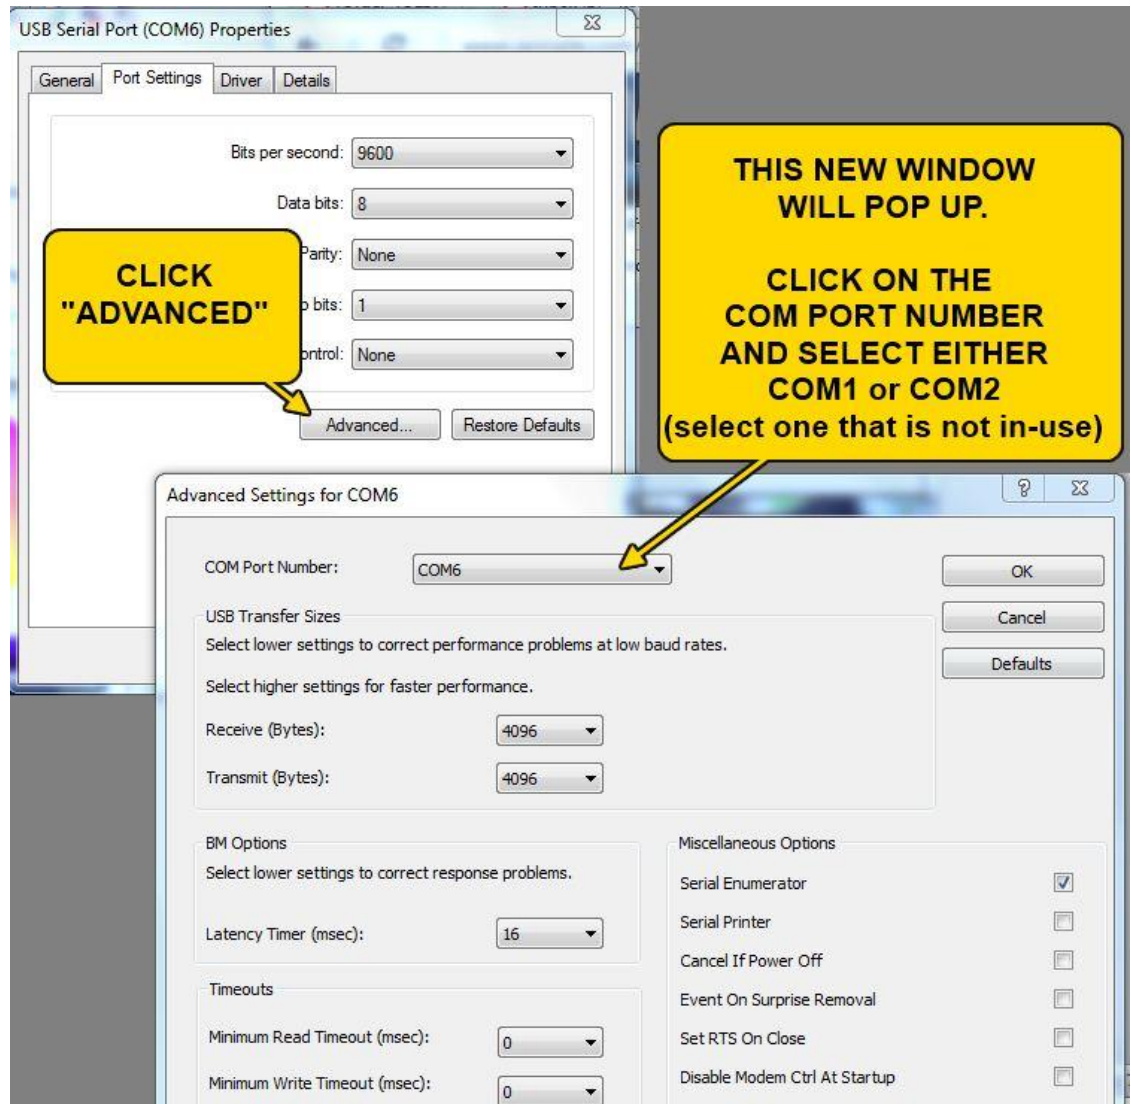 USB Serial Port (COM6) Properties
General Port Settings Driver Details
Bits per second: 9600
Data bits: 8
Parity: None
bits: 1
None
CLICK
"ADVANCED"
Advanced... Restore Defaults
THIS NEW WINDOW
WILL POP UP.
CLICK ON THE
COM PORT NUMBER
AND SELECT EITHER
COM1 or COM2
(select one that is not in-use)
Advanced Settings for COM6
COM Port Number: COM6
OK
Cancel
Defaults
USB Transfer Sizes
Select lower settings to correct performance problems at low baud rates.
Select higher settings for faster performance.
Receive (Bytes): 4096
Transmit (Bytes): 4096
BM Options
Select lower settings to correct response problems.
Latency Timer (msec): 16
Timeouts
Minimum Read Timeout (msec): 0
Minimum Write Timeout (msec): 0
Miscellaneous Options
Serial Enumerator
Serial Printer
Cancel If Power Off
Event On Surprise Removal
Set RTS On Close
Disable Modem Ctrl At Startup